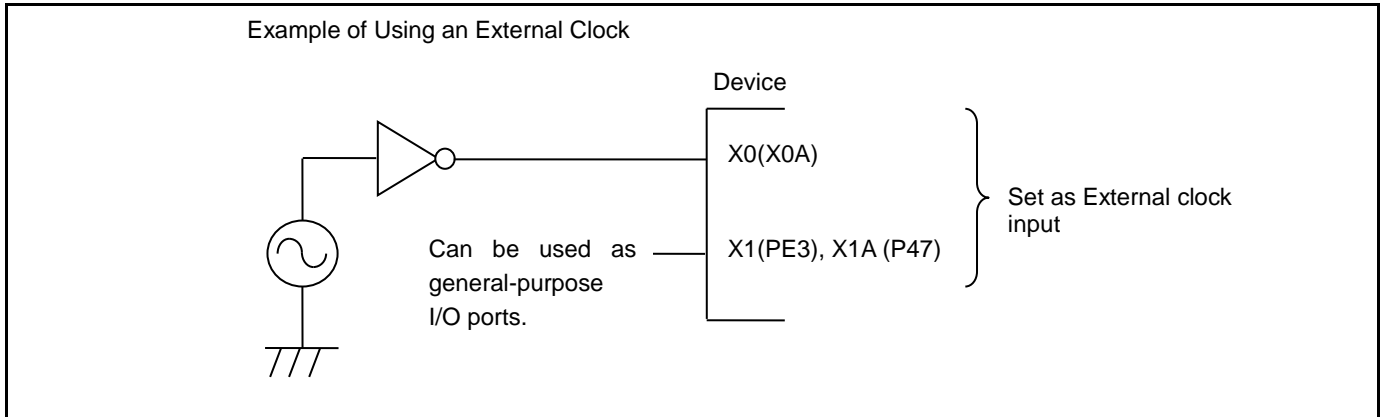 Example of Using an External Clock
Device
X0(X0A)
Can be used as
general-purpose
I/O ports.
X1(PE3), X1A (P47)
Set as External clock
input